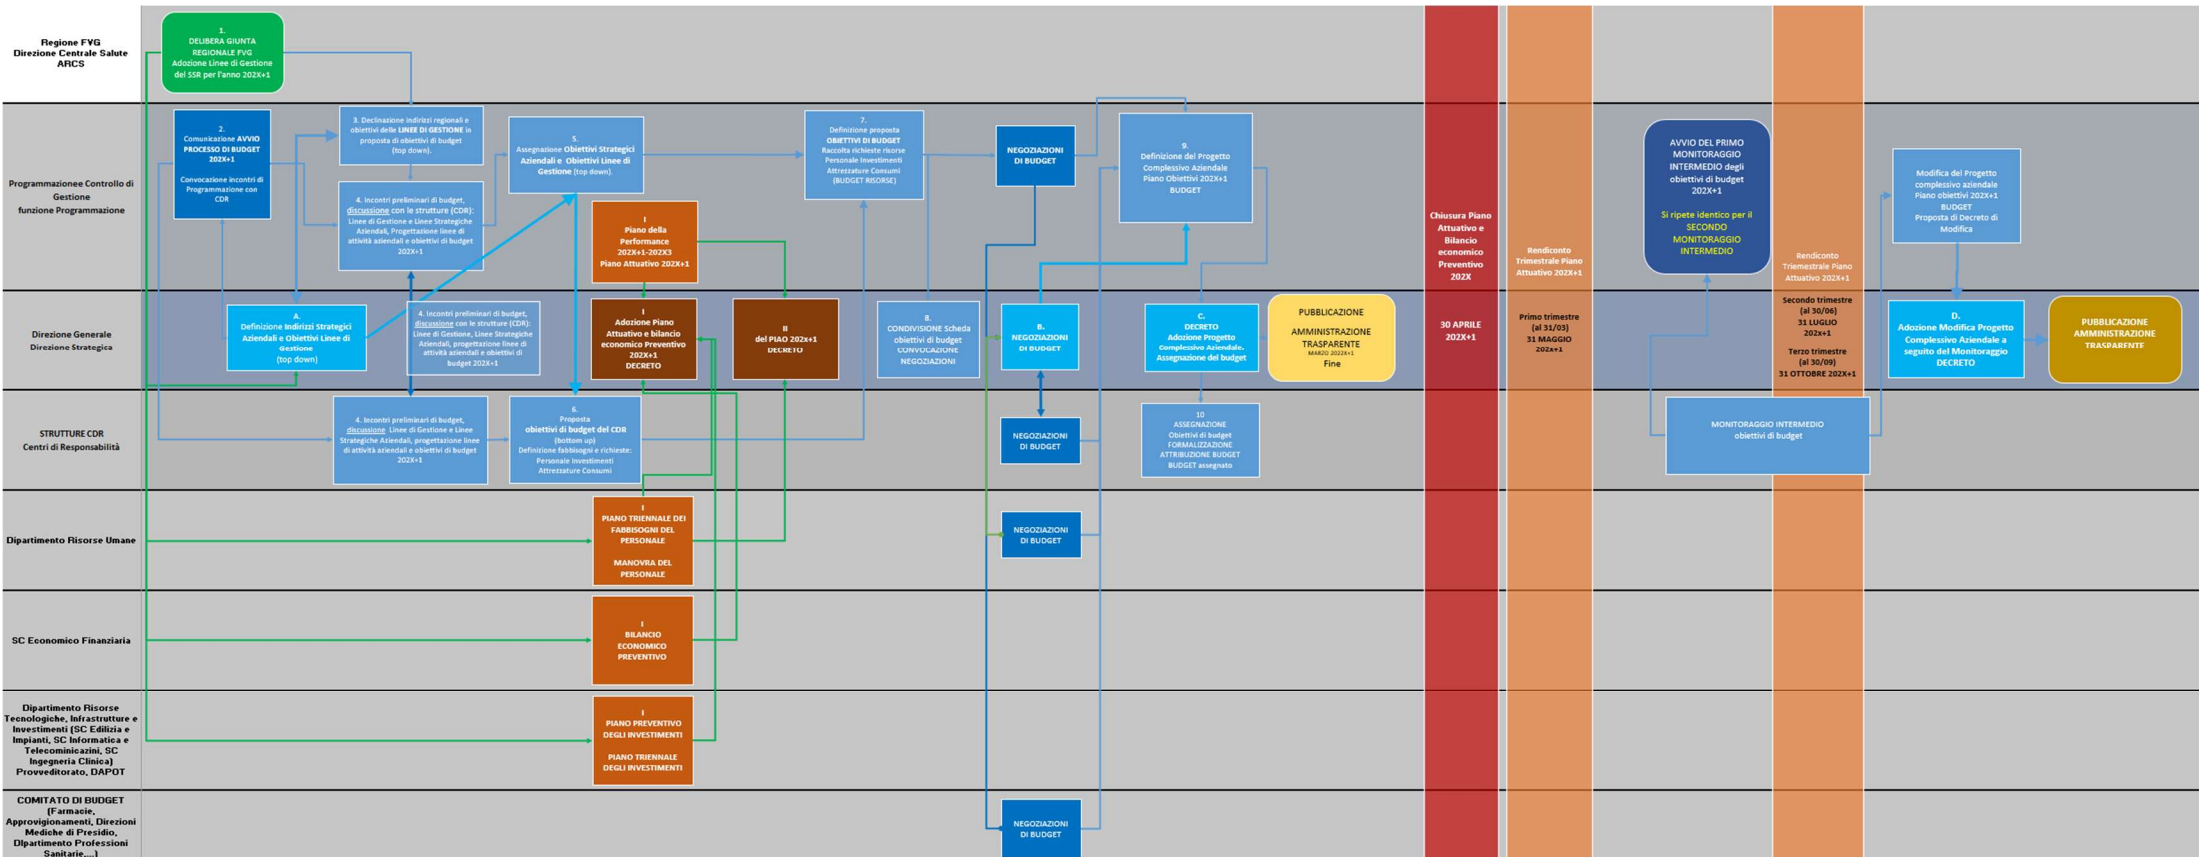 Regione FVG
Direzione Centrale Salute
ARCS
1.
DELIBERA GIUNTA
REGIONALE FVG
Adozione Linee di Gestione
del SSR per l'anno 202X+1
Programmazionee Controllo di
Gestione
funzione Programmazione
2.
Comunicazione AVVIO
PROCESSO DI BUDGET
202X+1
Convocazione incontri di
Programmazione con
CDR
3. Declinazione indirizzi regionali e
obiettivi delle LINEE DI GESTIONE in
proposta di obiettivi di budget
(top down).
4. Incontri preliminari di budget,
discussione con le strutture (CDR):
Linee di Gestione e Linee Strategiche
Aziendali, Progettazione linee di
attività aziendali e obiettivi di budget
202X+1
5.
Assegnazione Obiettivi Strategici
Aziendali e Obiettivi Linee di
Gestione (top down).
I
Piano della
Performance
202X+1-202X3
Piano Attuativo 202X+1
7.
Definizione proposta
OBIETTIVI DI BUDGET
Raccolta richieste risorse
Personale Investimenti
Attrezzature Consumi
(BUDGET RISORSE)
NEGOZIAZIONI
DI BUDGET
9.
Definizione del Progetto
Complessivo Aziendale
Piano Obiettivi 202X+1
BUDGET
Chiusura Piano
Attuativo e
Bilancio
economico
Preventivo
202X
30 APRILE
202X+1
Rendiconto
Trimestrale Piano
Attuativo 202X+1
Primo trimestre
(al 31/03)
31 MAGGIO
202x+1
AVVIO DEL PRIMO
MONITORAGGIO
INTERMEDIO degli
obiettivi di budget
202X+1
Si ripete identico per il
SECONDO
MONITORAGGIO
INTERMEDIO
Rendiconto
Triemestrale Piano
Attuativo 202X+1
Secondo trimestre
(al 30/06)
31 LUGLIO
202x+1
Terzo trimestre
(al 30/09)
31 OTTOBRE 202X+1
Modifica del Progetto
complessivo aziendale
Piano obiettivi 202X+1
BUDGET
Proposta di Decreto di
Modifica
Direzione Generale
Direzione Strategica
A.
Definizione Indirizzi Strategici
Aziendali e Obiettivi Linee di
Gestione
(top down)
4. Incontri preliminari di budget,
discussione con le strutture (CDR):
Linee di Gestione, Linee Strategiche
Aziendali, progettazione linee di
attività aziendali e obiettivi di
budget 202X+1
I
Adozione Piano
Attuativo e bilancio
economico Preventivo
202X+1
DECRETO
II
del PIAO 202x+1
DECRETO
8.
CONDIVISIONE Scheda
obiettivi di budget
CONVOCAZIONE
NEGOZIAZIONI
B.
NEGOZIAZIONI
DI BUDGET
C.
DECRETO
Adozione Progetto
Complessivo Aziendale.
Assegnazione del budget
PUBBLICAZIONE
AMMINISTRAZIONE
TRASPARENTE
MARZO 2022X+1
Fine
D.
Adozione Modifica Progetto
Complessivo Aziendale a
seguito del Monitoraggio
DECRETO
PUBBLICAZIONE
AMMINISTRAZIONE
TRASPARENTE
STRUTTURE CDR
Centri di Responsabilità
4. Incontri preliminari di budget,
discussione Linee di Gestione e Linee
Strategiche Aziendali, progettazione linee
di attività aziendali e obiettivi di budget
202X+1
6.
Proposta
obiettivi di budget del CDR
(bottom up)
Definizione fabbisogni e richieste:
Personale Investimenti
Attrezzature Consumi
NEGOZIAZIONI
DI BUDGET
10
ASSEGNAZIONE
Obiettivi di budget
FORMALIZZAZIONE
ATTRIBUZIONE BUDGET
BUDGET assegnato
MONITORAGGIO INTERMEDIO
obiettivi di budget
Dipartimento Risorse Umane
I
PIANO TRIENNALE DEI
FABBISOGNI DEL
PERSONALE
MANOVRA DEL
PERSONALE
NEGOZIAZIONI
DI BUDGET
SC Economico Finanziaria
I
BILANCIO
ECONOMICO
PREVENTIVO
Dipartimento Risorse
Tecnologiche, Infrastrutture e
Investimenti (SC Edilizia e
Impianti, SC Informatica e
Telecominicazini, SC
Ingegneria Clinica)
Provveditorato, DAPOT
I
PIANO PREVENTIVO
DEGLI INVESTIMENTI
PIANO TRIENNALE
DEGLI INVESTIMENTI
COMITATO DI BUDGET
(Farmacie,
Approvigionamenti, Direzioni
Mediche di Presidio,
DIpartimento Professioni
Sanitarie,...)
NEGOZIAZIONI
DI BUDGET